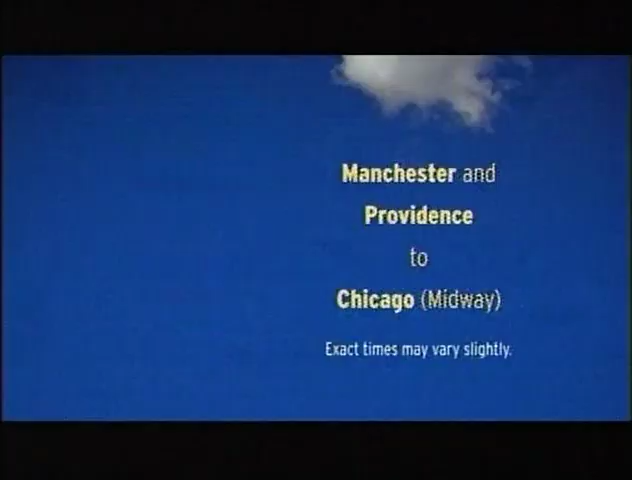 Manchester and
Providence
to
Chicago (Midway)
Exact times may vary slightly.